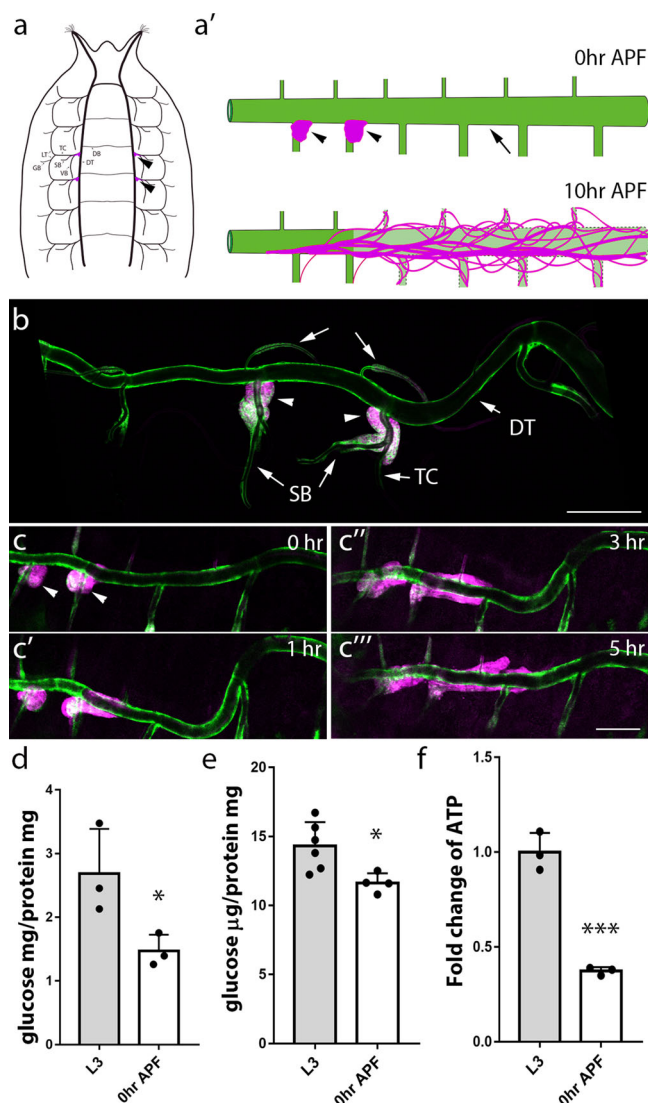 a
a'
0hr APF
TC
LT
DB
GB
SB
DT
VB
10hr APF
b
DT
SB
TC
c
0 hr
c''
3 hr
c'
1 hr
c'''
5 hr
d
e
f
glucose mg/protein mg
4
3
2
1
0
*
L3
0hr APF
glucose µg/protein mg
20
15
10
5
0
*
L3
0hr APF
Fold change of ATP
1.5
1.0
0.5
0.0
***
L3
0hr APF